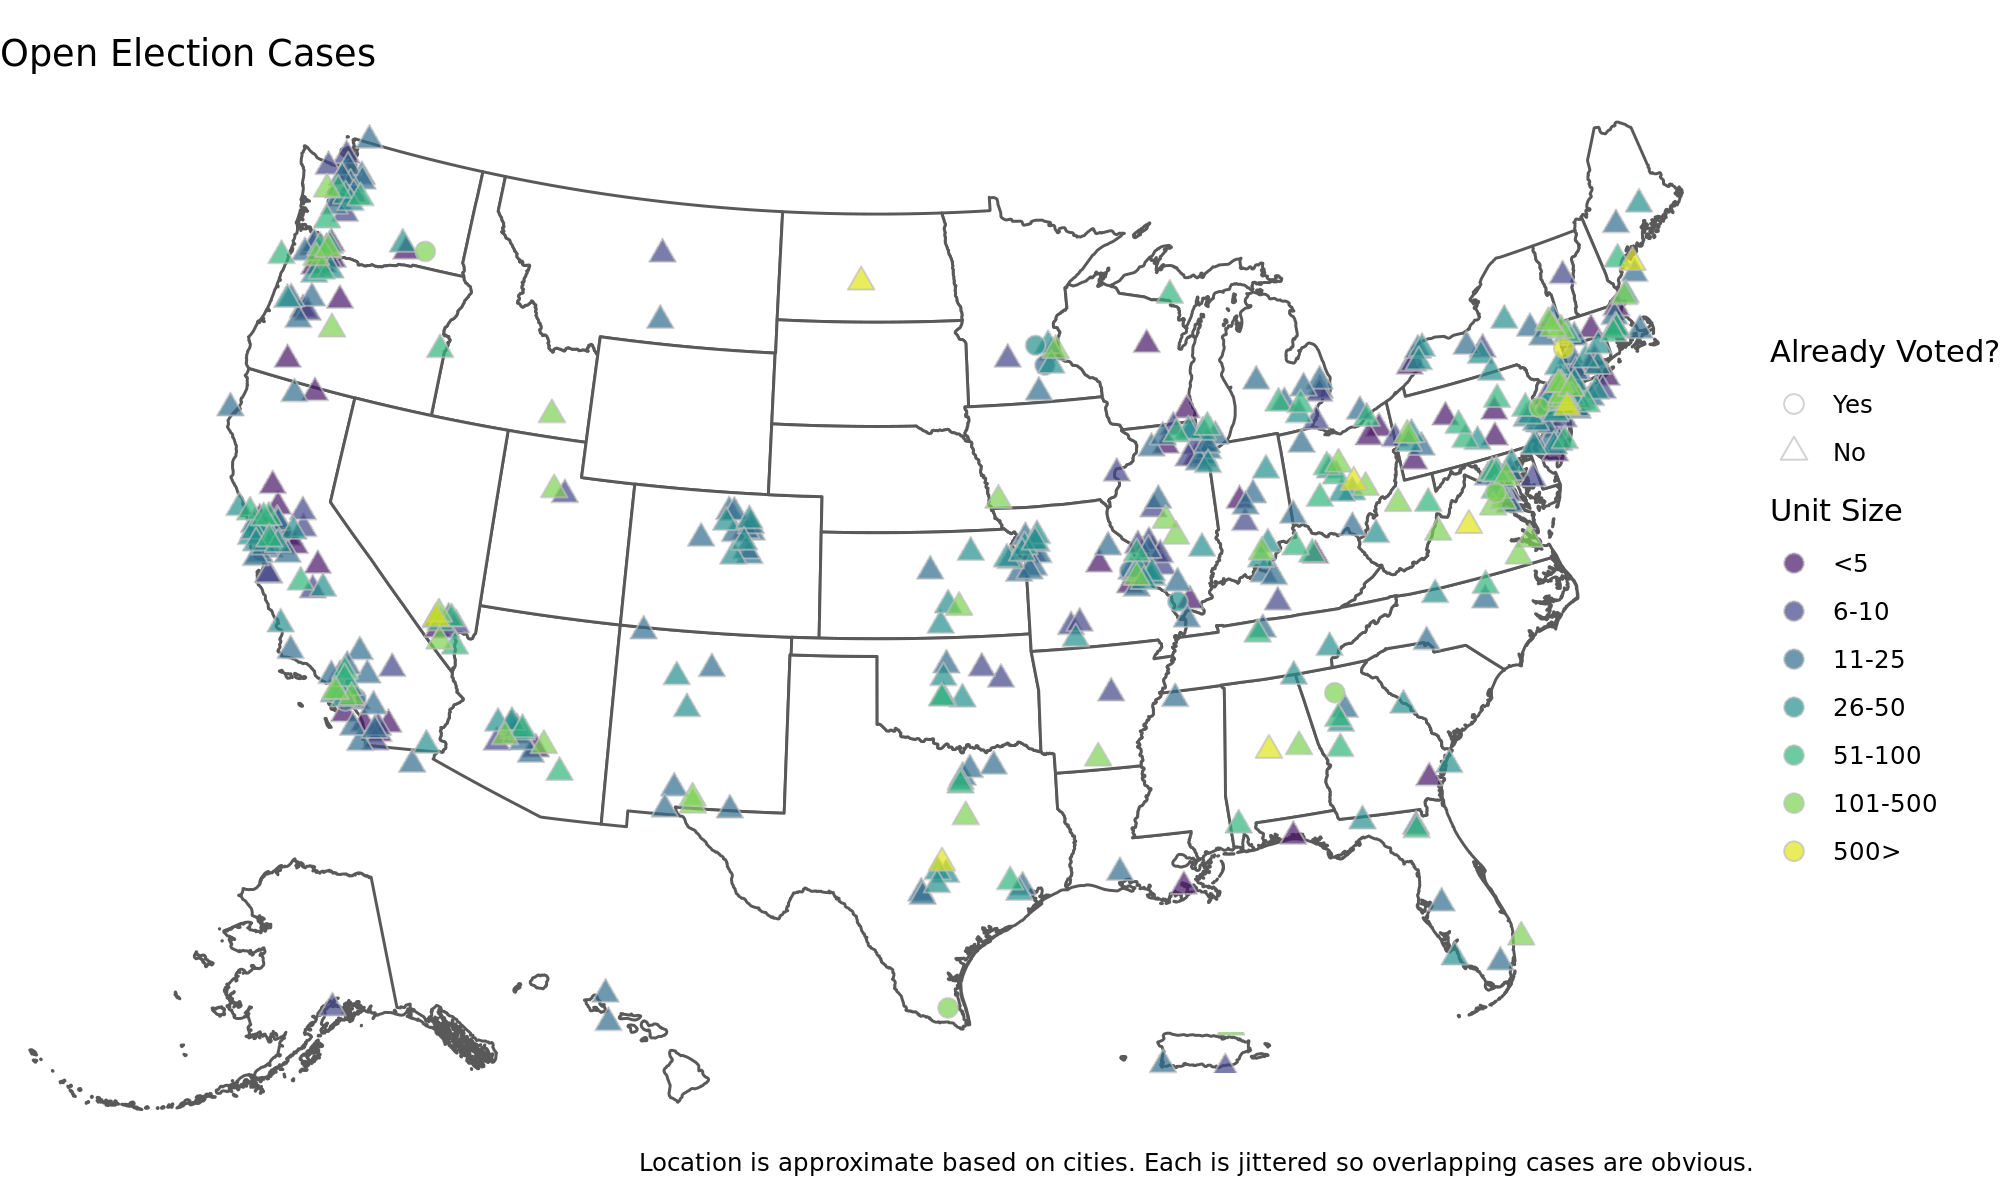 Open Election Cases
Already Voted?
Yes
No
Unit Size
<5
6-10
11-25
26-50
51-100
101-500
500>
Location is approximate based on cities. Each is jittered so overlapping cases are obvious.